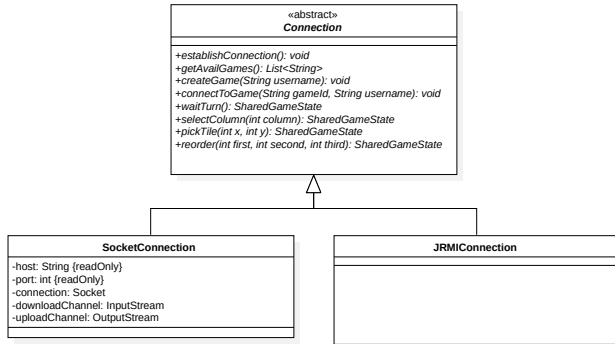 «abstract»
Connection
+establishConnection(): void
+getAvailGames(): List<String>
+createGame(String username): void
+connectToGame(String gameId, String username): void
+waitTurn(): SharedGameState
+selectColumn(int column): SharedGameState
+pickTile(int x, int y): SharedGameState
+reorder(int first, int second, int third): SharedGameState
SocketConnection
-host: String {readOnly}
-port: int {readOnly}
-connection: Socket
-downloadChannel: InputStream
-uploadChannel: OutputStream
JRMIConnection